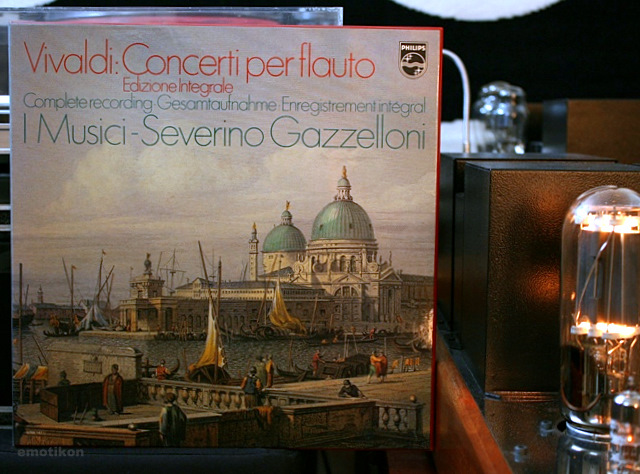 Vivaldi: Concerti per flauto
Edizione Integrale
Complete recording · Gesamtaufnahme · Enregistrement intégral
I Musici - Severino Gazzelloni
PHILIPS
emotikon